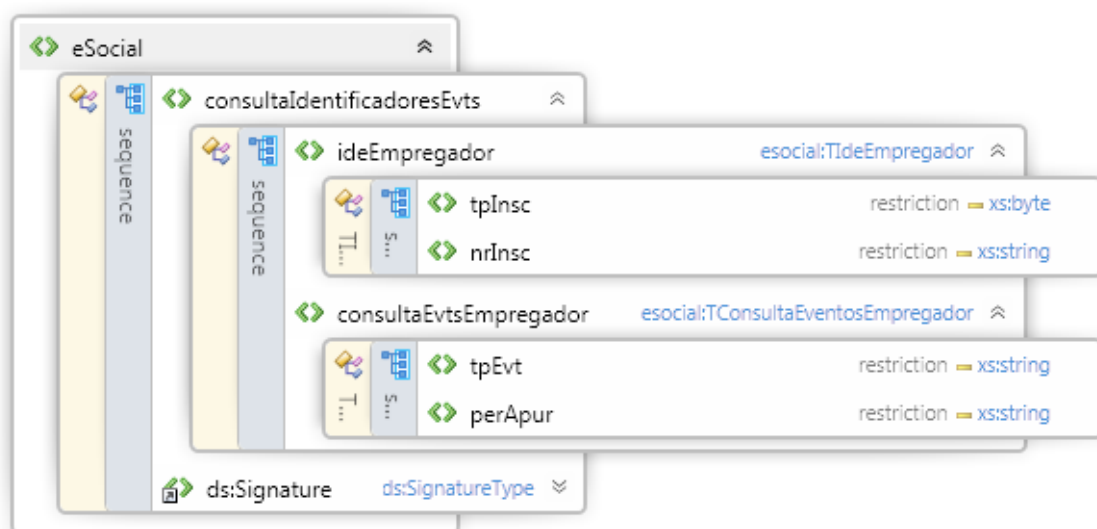 eSocial
sequence
consultaIdentificadoresEvts
sequence
ideEmpregador esocial:TIdeEmpregador
TI... s... tpInsc restriction xs:byte
nrInsc restriction xs:string
consultaEvtsEmpregador esocial:TConsultaEventosEmpregador
T... s... tpEvt restriction xs:string
perApur restriction xs:string
ds:Signature ds:SignatureType